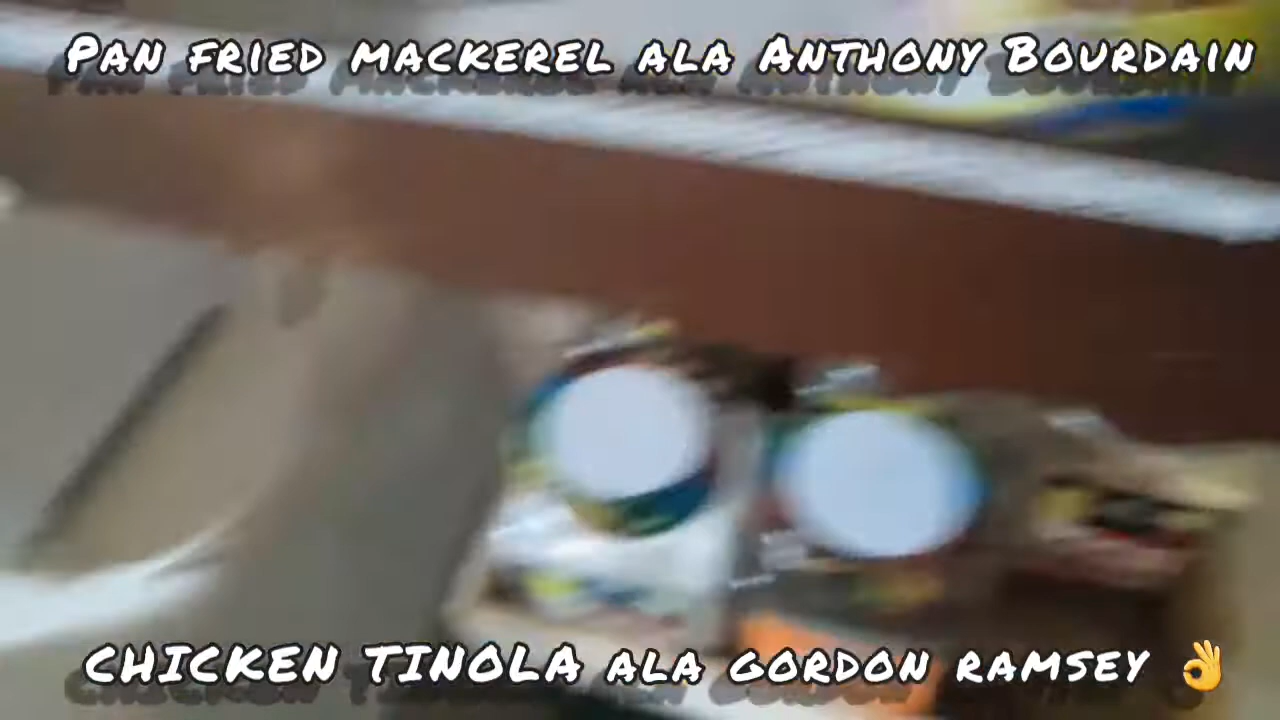 Pan fried mackerel ala Anthony Bourdain
CHICKEN TINOLA ala gordon ramsey 👌